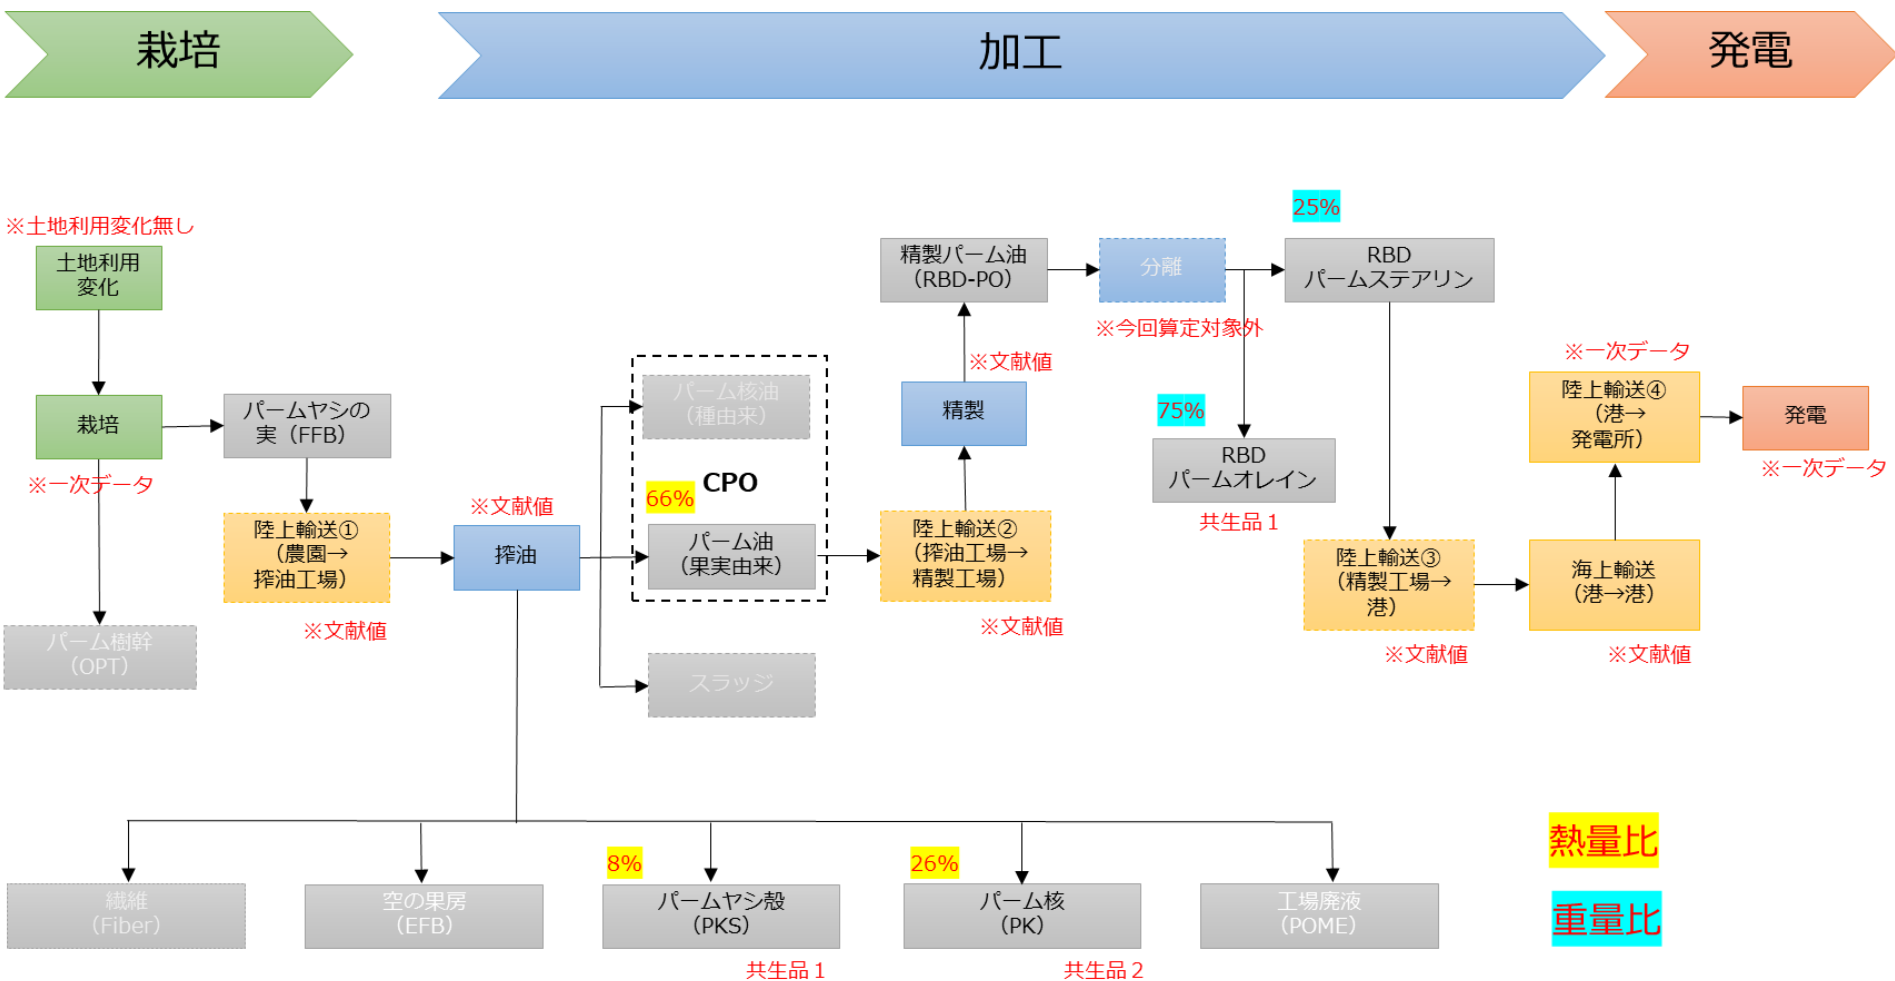 栽培
加工
発電
※土地利用変化無し
土地利用
変化
栽培
※一次データ
パーム樹幹
（OPT）
パームヤシの
実（FFB）
陸上輸送①
（農園→
搾油工場）
※文献値
※文献値
搾油
パーム核油
（種由来）
CPO
66%
パーム油
（果実由来）
スラッジ
精製パーム油
（RBD-PO）
※文献値
精製
陸上輸送②
（搾油工場→
精製工場）
※文献値
分離
※今回算定対象外
25%
RBD
パームステアリン
75%
RBD
パームオレイン
共生品１
陸上輸送③
（精製工場→
港）
※文献値
海上輸送
（港→港）
※文献値
※一次データ
陸上輸送④
（港→
発電所）
発電
※一次データ
繊維
（Fiber）
空の果房
（EFB）
8%
パームヤシ殻
（PKS）
共生品１
26%
パーム核
（PK）
共生品２
工場廃液
（POME）
熱量比
重量比